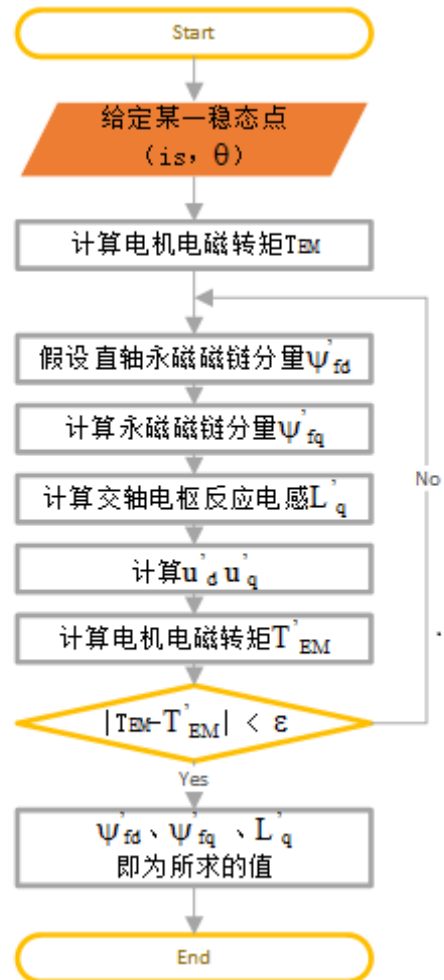 Start
给定某一稳态点
(is，θ)
计算电机电磁转矩TEM
假设直轴永磁磁链分量ψ'fd
计算永磁磁链分量ψ'fq
计算交轴电枢反应电感L'q
No
计算u'd u'q
计算电机电磁转矩T'EM
|TEM-T'EM| < ε
Yes
ψ'fd、ψ'fq、L'q
即为所求的值
End